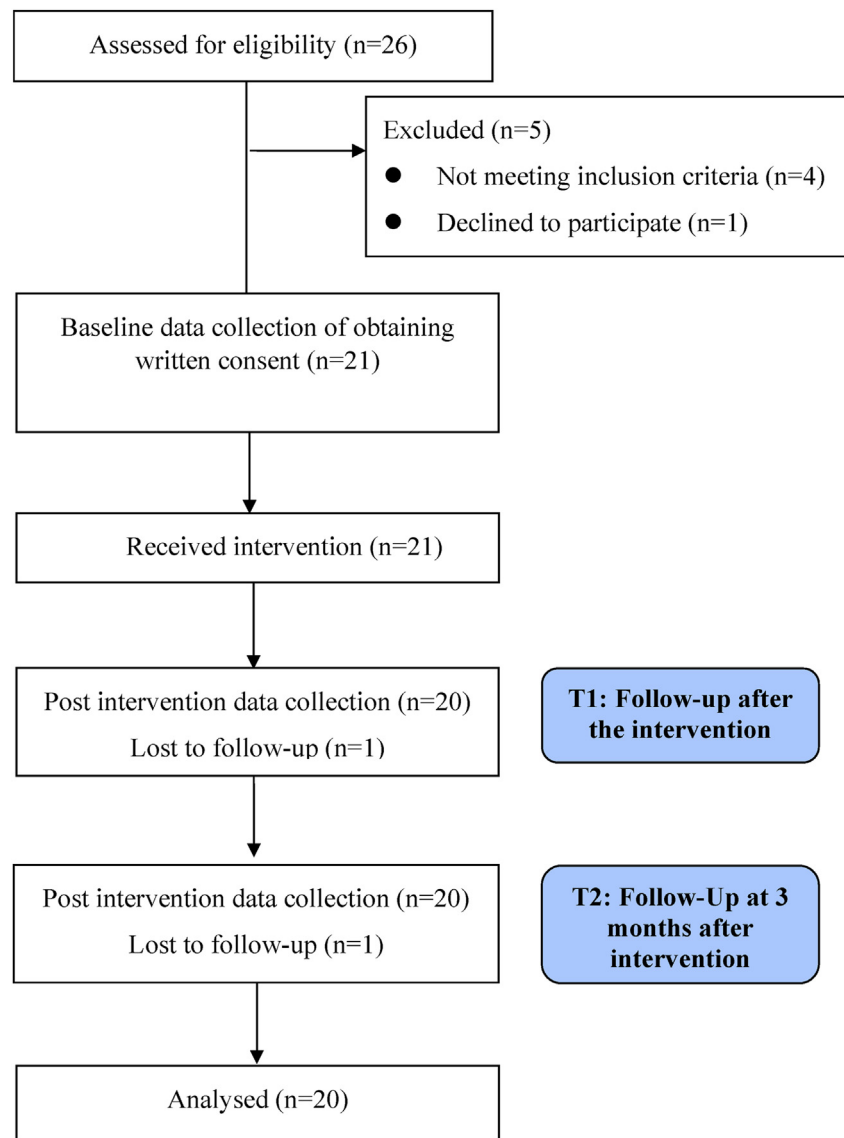 Assessed for eligibility (n=26)
Excluded (n=5)
● Not meeting inclusion criteria (n=4)
● Declined to participate (n=1)
Baseline data collection of obtaining
written consent (n=21)
Received intervention (n=21)
Post intervention data collection (n=20)
Lost to follow-up (n=1)
T1: Follow-up after
the intervention
Post intervention data collection (n=20)
Lost to follow-up (n=1)
T2: Follow-Up at 3
months after
intervention
Analysed (n=20)